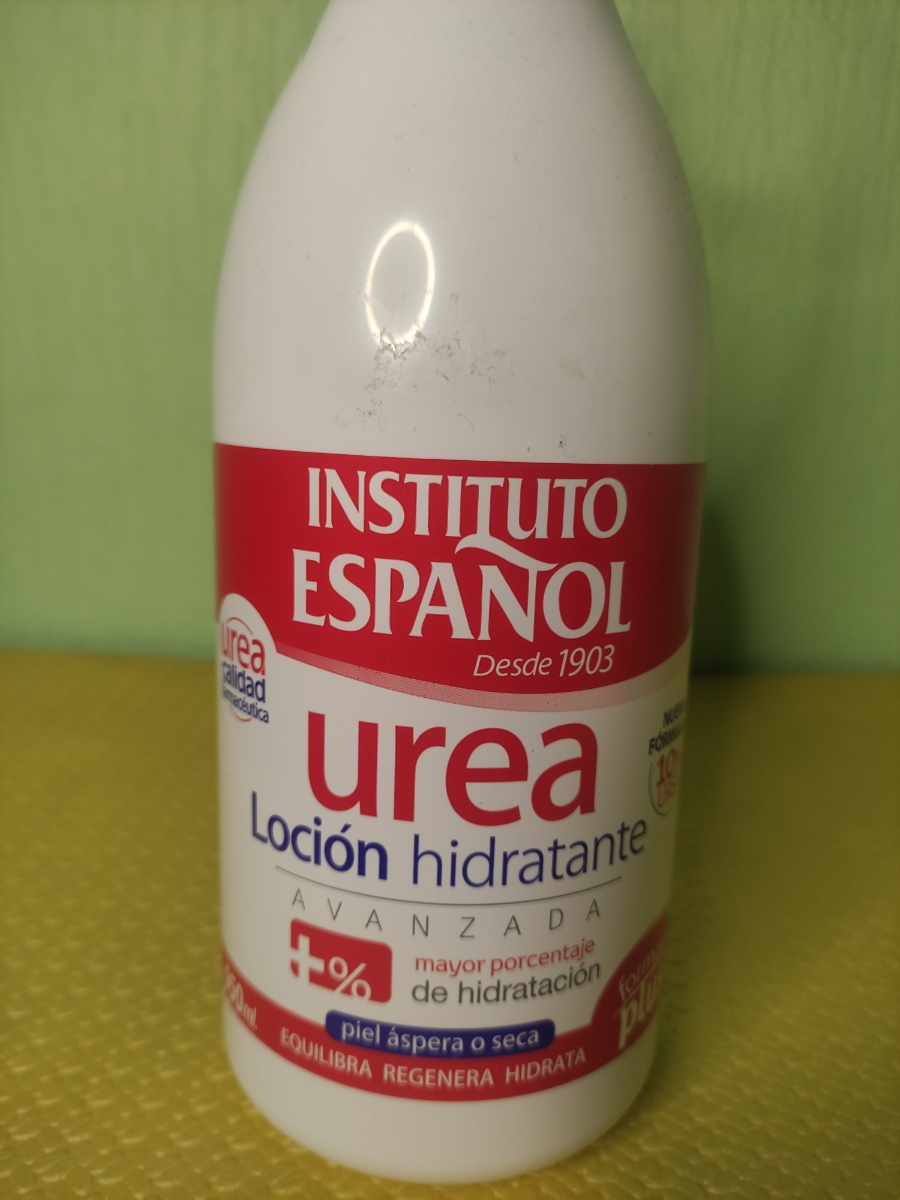 INSTITUTO
ESPAÑOL
Desde 1903
urea
calidad
farmacéutica
urea
Loción hidratante
AVANZADA
+%
mayor porcentaje
de hidratación
piel áspera o seca
EQUILIBRA REGENERA HIDRATA